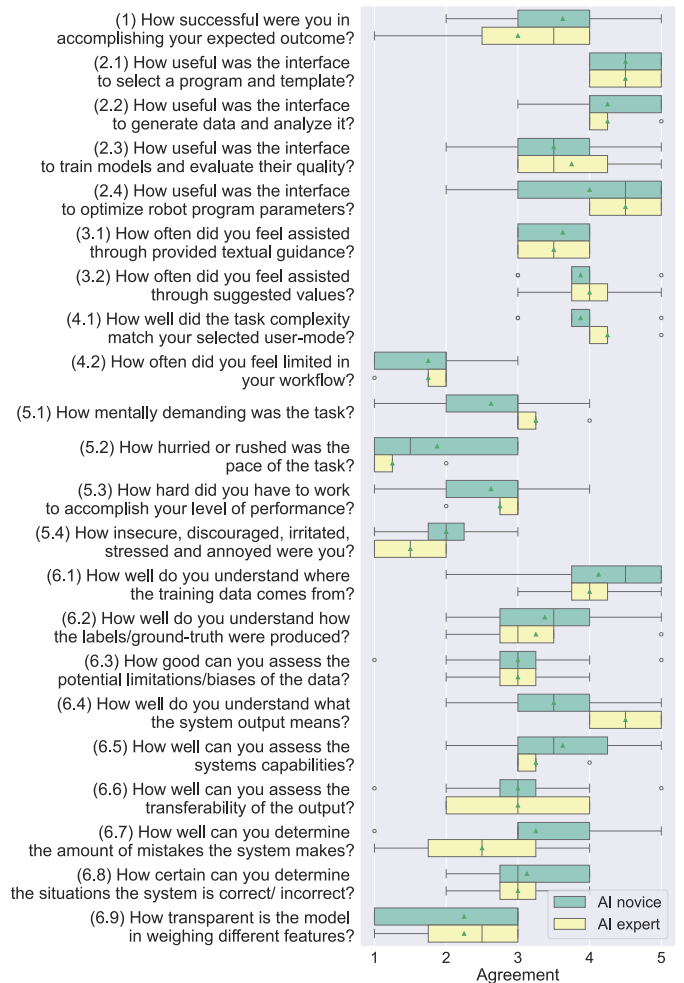 (1) How successful were you in
accomplishing your expected outcome?
(2.1) How useful was the interface
to select a program and template?
(2.2) How useful was the interface
to generate data and analyze it?
(2.3) How useful was the interface
to train models and evaluate their quality?
(2.4) How useful was the interface
to optimize robot program parameters?
(3.1) How often did you feel assisted
through provided textual guidance?
(3.2) How often did you feel assisted
through suggested values?
(4.1) How well did the task complexity
match your selected user-mode?
(4.2) How often did you feel limited in
your workflow?
(5.1) How mentally demanding was the task?
(5.2) How hurried or rushed was the
pace of the task?
(5.3) How hard did you have to work
to accomplish your level of performance?
(5.4) How insecure, discouraged, irritated,
stressed and annoyed were you?
(6.1) How well do you understand where
the training data comes from?
(6.2) How well do you understand how
the labels/ground-truth were produced?
(6.3) How good can you assess the
potential limitations/biases of the data?
(6.4) How well do you understand what
the system output means?
(6.5) How well can you assess the
systems capabilities?
(6.6) How well can you assess the
transferability of the output?
(6.7) How well can you determine
the amount of mistakes the system makes?
(6.8) How certain can you determine
the situations the system is correct/ incorrect?
(6.9) How transparent is the model
in weighing different features?
AI novice
AI expert
1 2 3 4 5
Agreement